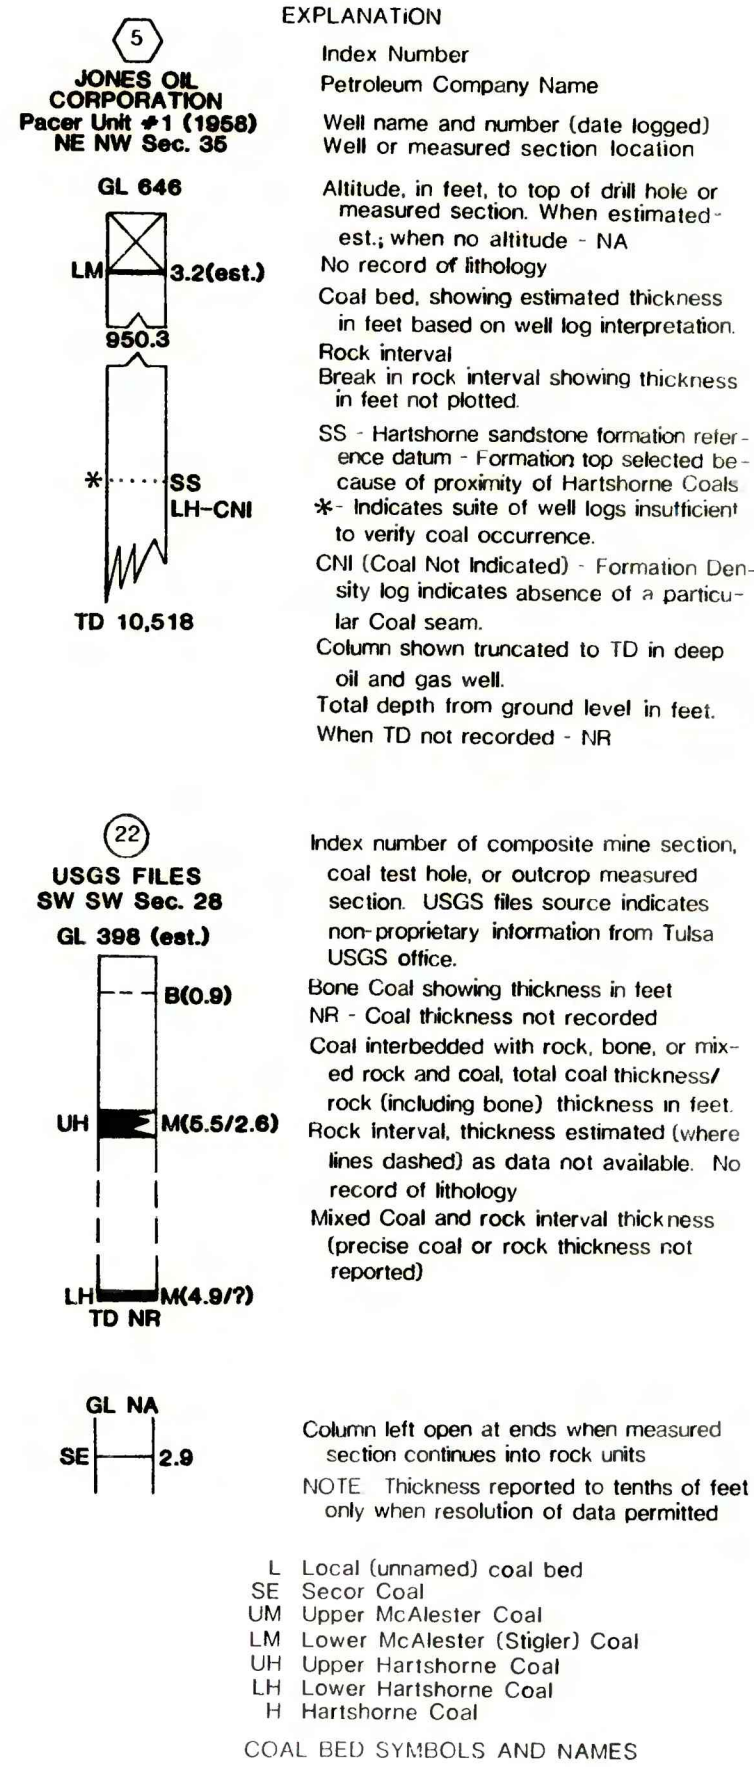 EXPLANATION
5
JONES OIL
CORPORATION
Pacer Unit #1 (1958)
NE NW Sec. 35
GL 646
LM
3.2(est.)
950.3
*
SS
LH-CNI
TD 10,518
Index Number
Petroleum Company Name
Well name and number (date logged)
Well or measured section location
Altitude, in feet, to top of drill hole or
measured section. When estimated -
est.; when no altitude - NA
No record of lithology
Coal bed, showing estimated thickness
in feet based on well log interpretation.
Rock interval
Break in rock interval showing thickness
in feet not plotted.
SS - Hartshorne sandstone formation refer-
ence datum - Formation top selected be-
cause of proximity of Hartshorne Coals
*- Indicates suite of well logs insufficient
to verify coal occurrence.
CNI (Coal Not Indicated) - Formation Den-
sity log indicates absence of a particu-
lar Coal seam.
Column shown truncated to TD in deep
oil and gas well.
Total depth from ground level in feet.
When TD not recorded - NR
22
USGS FILES
SW SW Sec. 28
GL 398 (est.)
B(0.9)
UH
M(5.5/2.6)
LH
M(4.9/?)
TD NR
Index number of composite mine section,
coal test hole, or outcrop measured
section. USGS files source indicates
non-proprietary information from Tulsa
USGS office.
Bone Coal showing thickness in feet
NR - Coal thickness not recorded
Coal interbedded with rock, bone, or mix-
ed rock and coal, total coal thickness/
rock (including bone) thickness in feet.
Rock interval, thickness estimated (where
lines dashed) as data not available. No
record of lithology
Mixed Coal and rock interval thickness
(precise coal or rock thickness not
reported)
GL NA
SE
2.9
Column left open at ends when measured
section continues into rock units
NOTE Thickness reported to tenths of feet
only when resolution of data permitted
L Local (unnamed) coal bed
SE Secor Coal
UM Upper McAlester Coal
LM Lower McAlester (Stigler) Coal
UH Upper Hartshorne Coal
LH Lower Hartshorne Coal
H Hartshorne Coal
COAL BED SYMBOLS AND NAMES